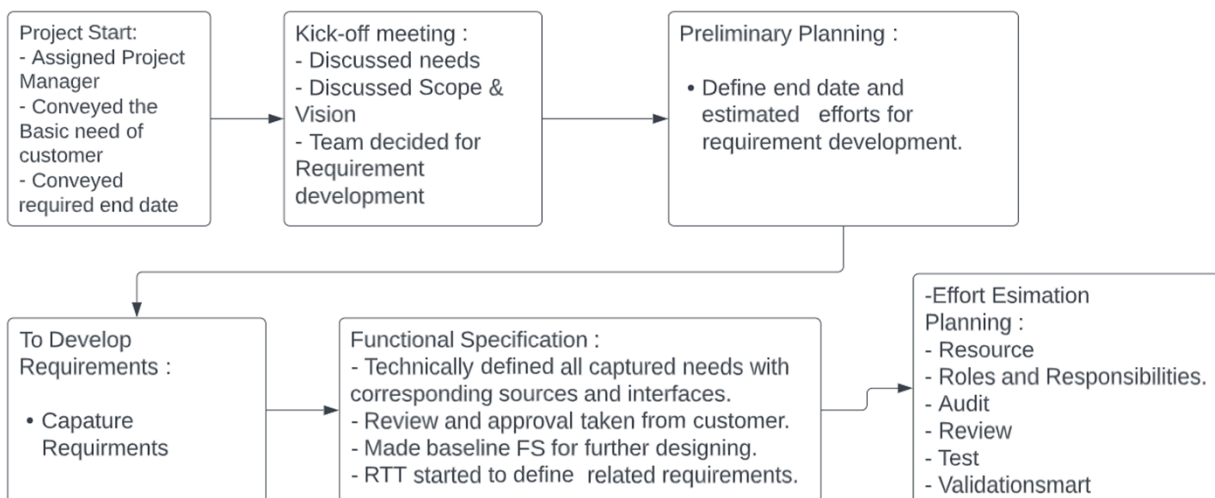 Project Start:
- Assigned Project
Manager
- Conveyed the
Basic need of
customer
- Conveyed
required end date
Kick-off meeting :
- Discussed needs
- Discussed Scope &
Vision
- Team decided for
Requirement
development
Preliminary Planning :
• Define end date and
estimated efforts for
requirement development.
To Develop
Requirements :
• Capature
Requirments
Functional Specification :
- Technically defined all captured needs with
corresponding sources and interfaces.
- Review and approval taken from customer.
- Made baseline FS for further designing.
- RTT started to define related requirements.
-Effort Esimation
Planning :
- Resource
- Roles and Responsibilities.
- Audit
- Review
- Test
- Validationsmart